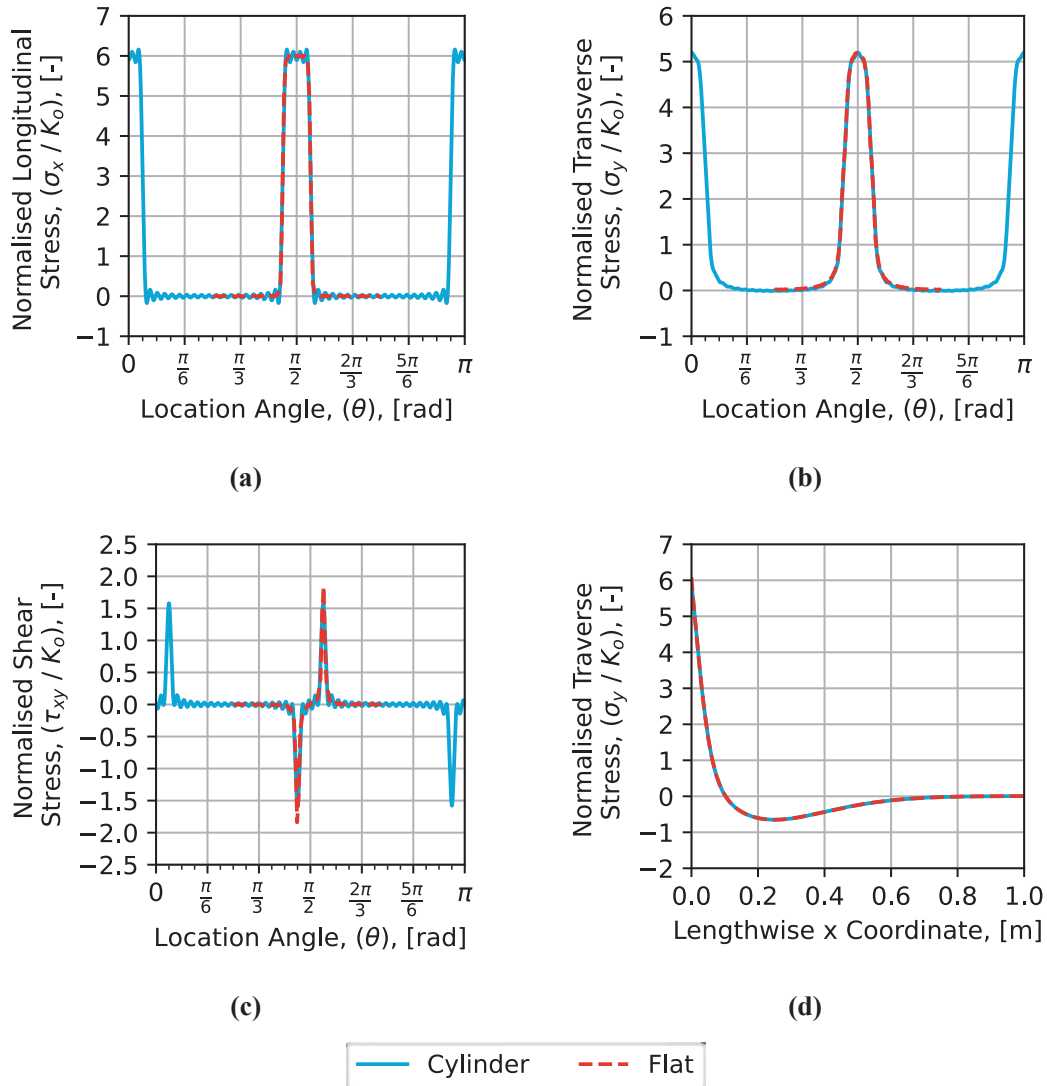 Normalised Longitudinal
Stress, (σx / Ko), [-]
7
6
5
4
3
2
1
0
−1
0 π/6 π/3 π/2 2π/3 5π/6 π
Location Angle, (θ), [rad]
(a)
Normalised Transverse
Stress, (σy / Ko), [-]
6
5
4
3
2
1
0
−1
0 π/6 π/3 π/2 2π/3 5π/6 π
Location Angle, (θ), [rad]
(b)
Normalised Shear
Stress, (τxy / Ko), [-]
2.5
2.0
1.5
1.0
0.5
0.0
−0.5
−1.0
−1.5
−2.0
−2.5
0 π/6 π/3 π/2 2π/3 5π/6 π
Location Angle, (θ), [rad]
(c)
Normalised Traverse
Stress, (σy / Ko), [-]
7
6
5
4
3
2
1
0
−1
−2
0.0 0.2 0.4 0.6 0.8 1.0
Lengthwise x Coordinate, [m]
(d)
Cylinder Flat